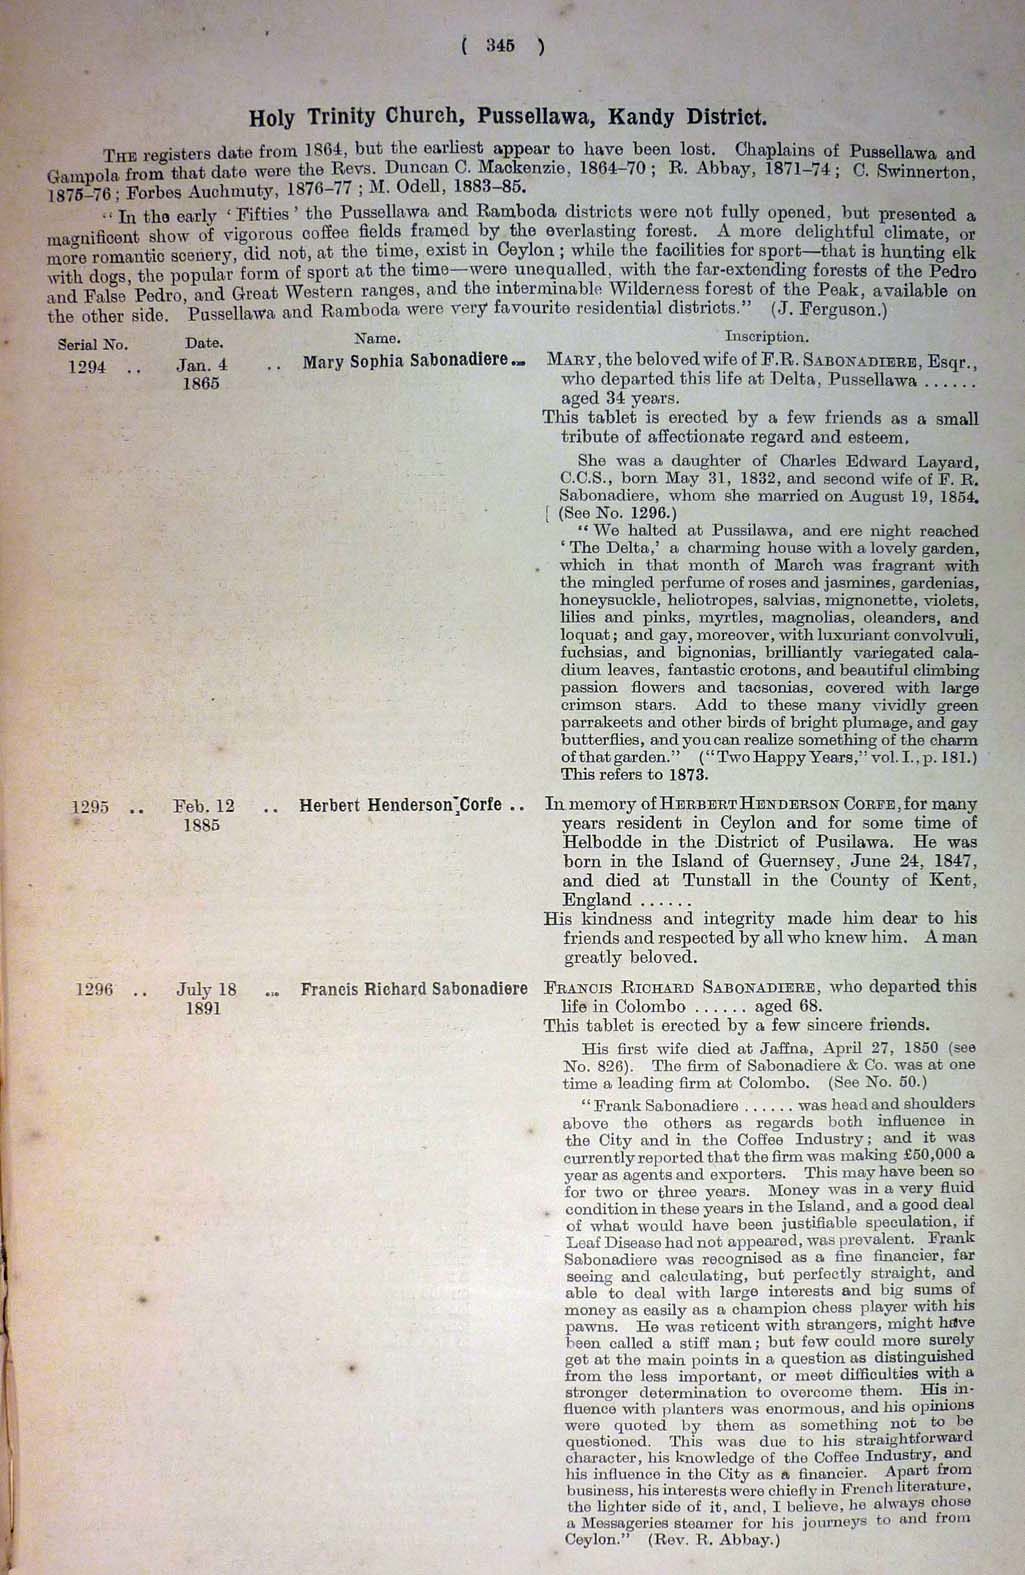 ( 345 )
Holy Trinity Church, Pussellawa, Kandy District.
THE registers date from 1864, but the earliest appear to have been lost. Chaplains of Pussellawa and
Gampola from that date were the Revs. Duncan C. Mackenzie, 1864–70 ; R. Abbay, 1871–74 ; C. Swinnerton,
1875–76 ; Forbes Auchmuty, 1876–77 ; M. Odell, 1883–85.
" In the early ' Fifties ' the Pussellawa and Ramboda districts were not fully opened, but presented a
magnificent show of vigorous coffee fields framed by the everlasting forest. A more delightful climate, or
more romantic scenery, did not, at the time, exist in Ceylon ; while the facilities for sport—that is hunting elk
with dogs, the popular form of sport at the time—were unequalled, with the far-extending forests of the Pedro
and False Pedro, and Great Western ranges, and the interminable Wilderness forest of the Peak, available on
the other side. Pussellawa and Ramboda were very favourite residential districts." (J. Ferguson.)
Serial No. Date. Name. Inscription.
1294 .. Jan. 4 .. Mary Sophia Sabonadiere .. MARY, the beloved wife of F.R. SABONADIERE, Esqr.,
1865 who departed this life at Delta, Pussellawa ......
aged 34 years.
This tablet is erected by a few friends as a small
tribute of affectionate regard and esteem.
She was a daughter of Charles Edward Layard,
C.C.S., born May 31, 1832, and second wife of F. R.
Sabonadiere, whom she married on August 19, 1854.
[ (See No. 1296.)
" We halted at Pussilawa, and ere night reached
' The Delta,' a charming house with a lovely garden,
which in that month of March was fragrant with
the mingled perfume of roses and jasmines, gardenias,
honeysuckle, heliotropes, salvias, mignonette, violets,
lilies and pinks, myrtles, magnolias, oleanders, and
loquat ; and gay, moreover, with luxuriant convolvuli,
fuchsias, and bignonias, brilliantly variegated cala-
dium leaves, fantastic crotons, and beautiful climbing
passion flowers and tacsonias, covered with large
crimson stars. Add to these many vividly green
parrakeets and other birds of bright plumage, and gay
butterflies, and you can realize something of the charm
of that garden." (" Two Happy Years," vol. I., p. 181.)
This refers to 1873.
1295 .. Feb. 12 .. Herbert Henderson Corfe .. In memory of HERBERT HENDERSON CORFE, for many
1885 years resident in Ceylon and for some time of
Helbodde in the District of Pusilawa. He was
born in the Island of Guernsey, June 24, 1847,
and died at Tunstall in the County of Kent,
England ......
His kindness and integrity made him dear to his
friends and respected by all who knew him. A man
greatly beloved.
1296 .. July 18 .. Francis Richard Sabonadiere FRANCIS RICHARD SABONADIERE, who departed this
1891 life in Colombo ...... aged 68.
This tablet is erected by a few sincere friends.
His first wife died at Jaffna, April 27, 1850 (see
No. 826). The firm of Sabonadiere & Co. was at one
time a leading firm at Colombo. (See No. 50.)
" Frank Sabonadiere ...... was head and shoulders
above the others as regards both influence in
the City and in the Coffee Industry ; and it was
currently reported that the firm was making £50,000 a
year as agents and exporters. This may have been so
for two or three years. Money was in a very fluid
condition in these years in the Island, and a good deal
of what would have been justifiable speculation, if
Leaf Disease had not appeared, was prevalent. Frank
Sabonadiere was recognised as a fine financier, far
seeing and calculating, but perfectly straight, and
able to deal with large interests and big sums of
money as easily as a champion chess player with his
pawns. He was reticent with strangers, might have
been called a stiff man ; but few could more surely
get at the main points in a question as distinguished
from the less important, or meet difficulties with a
stronger determination to overcome them. His in-
fluence with planters was enormous, and his opinions
were quoted by them as something not to be
questioned. This was due to his straightforward
character, his knowledge of the Coffee Industry, and
his influence in the City as a financier. Apart from
business, his interests were chiefly in French literature,
the lighter side of it, and, I believe, he always chose
a Messageries steamer for his journeys to and from
Ceylon." (Rev. R. Abbay.)